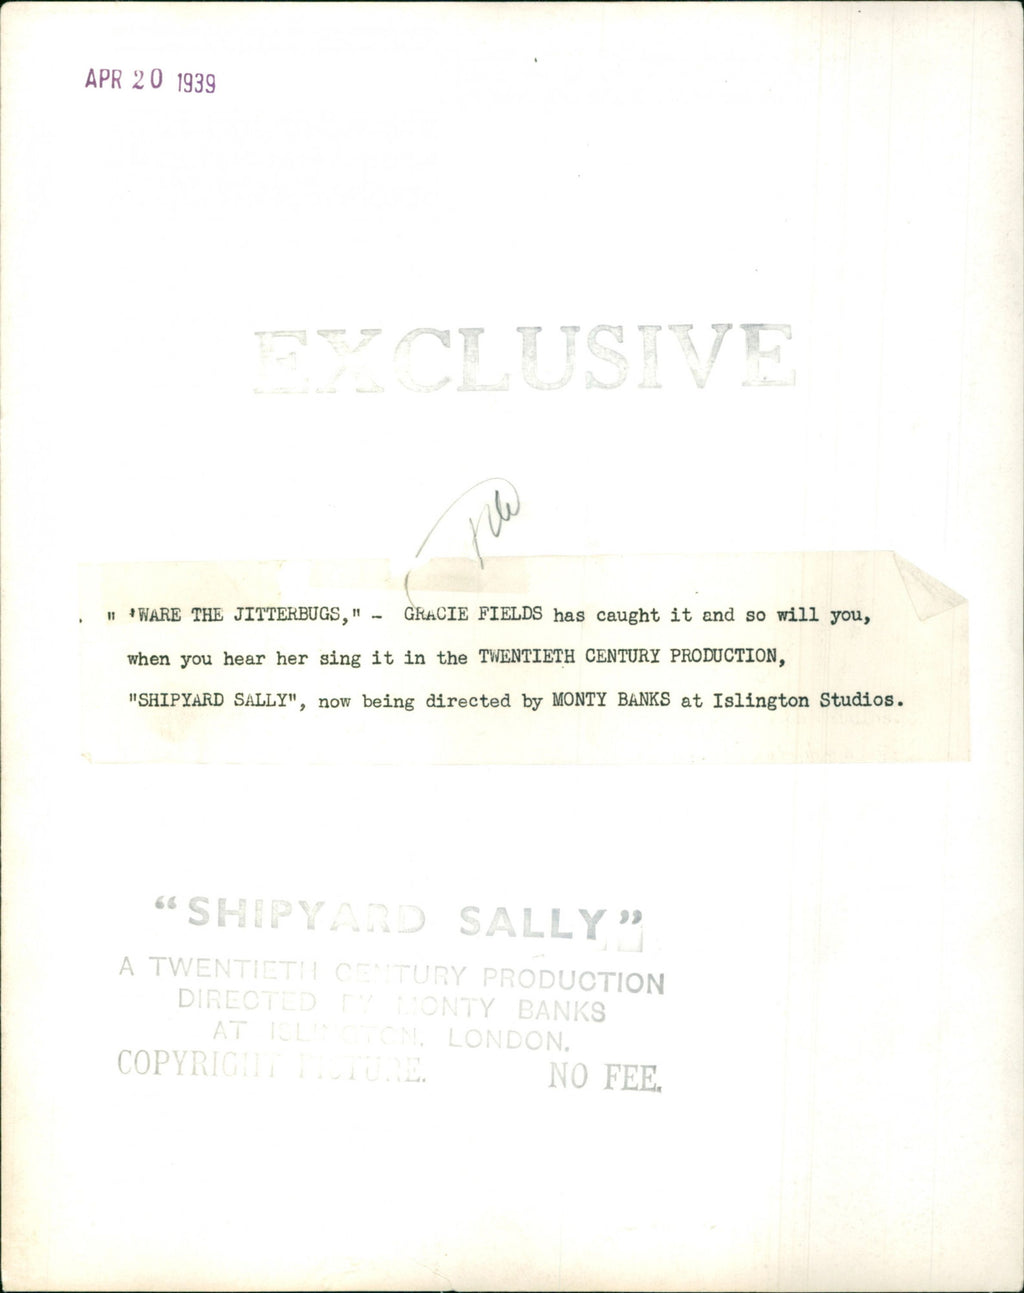 APR 20 1939
EXCLUSIVE
" 'WARE THE JITTERBUGS," - GRACIE FIELDS has caught it and so will you,
when you hear her sing it in the TWENTIETH CENTURY PRODUCTION,
"SHIPYARD SALLY", now being directed by MONTY BANKS at Islington Studios.
“SHIPYARD SALLY”
A TWENTIETH CENTURY PRODUCTION
DIRECTED BY MONTY BANKS
AT ISLINGTON. LONDON.
COPYRIGHT PICTURE. NO FEE.